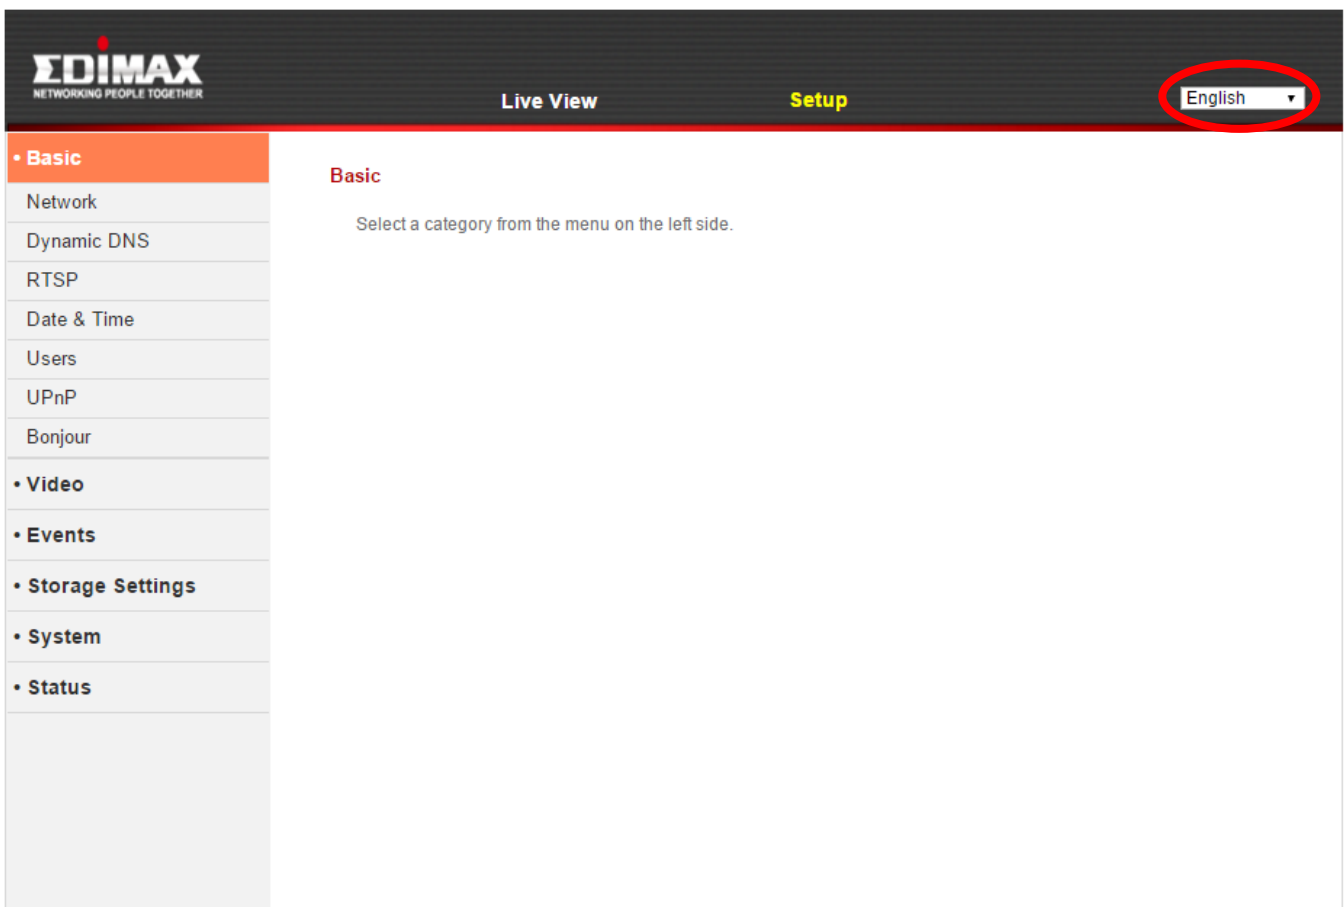 EDIMAX
NETWORKING PEOPLE TOGETHER
Live View
Setup
English
• Basic
Network
Dynamic DNS
RTSP
Date & Time
Users
UPnP
Bonjour
• Video
• Events
• Storage Settings
• System
• Status
Basic
Select a category from the menu on the left side.